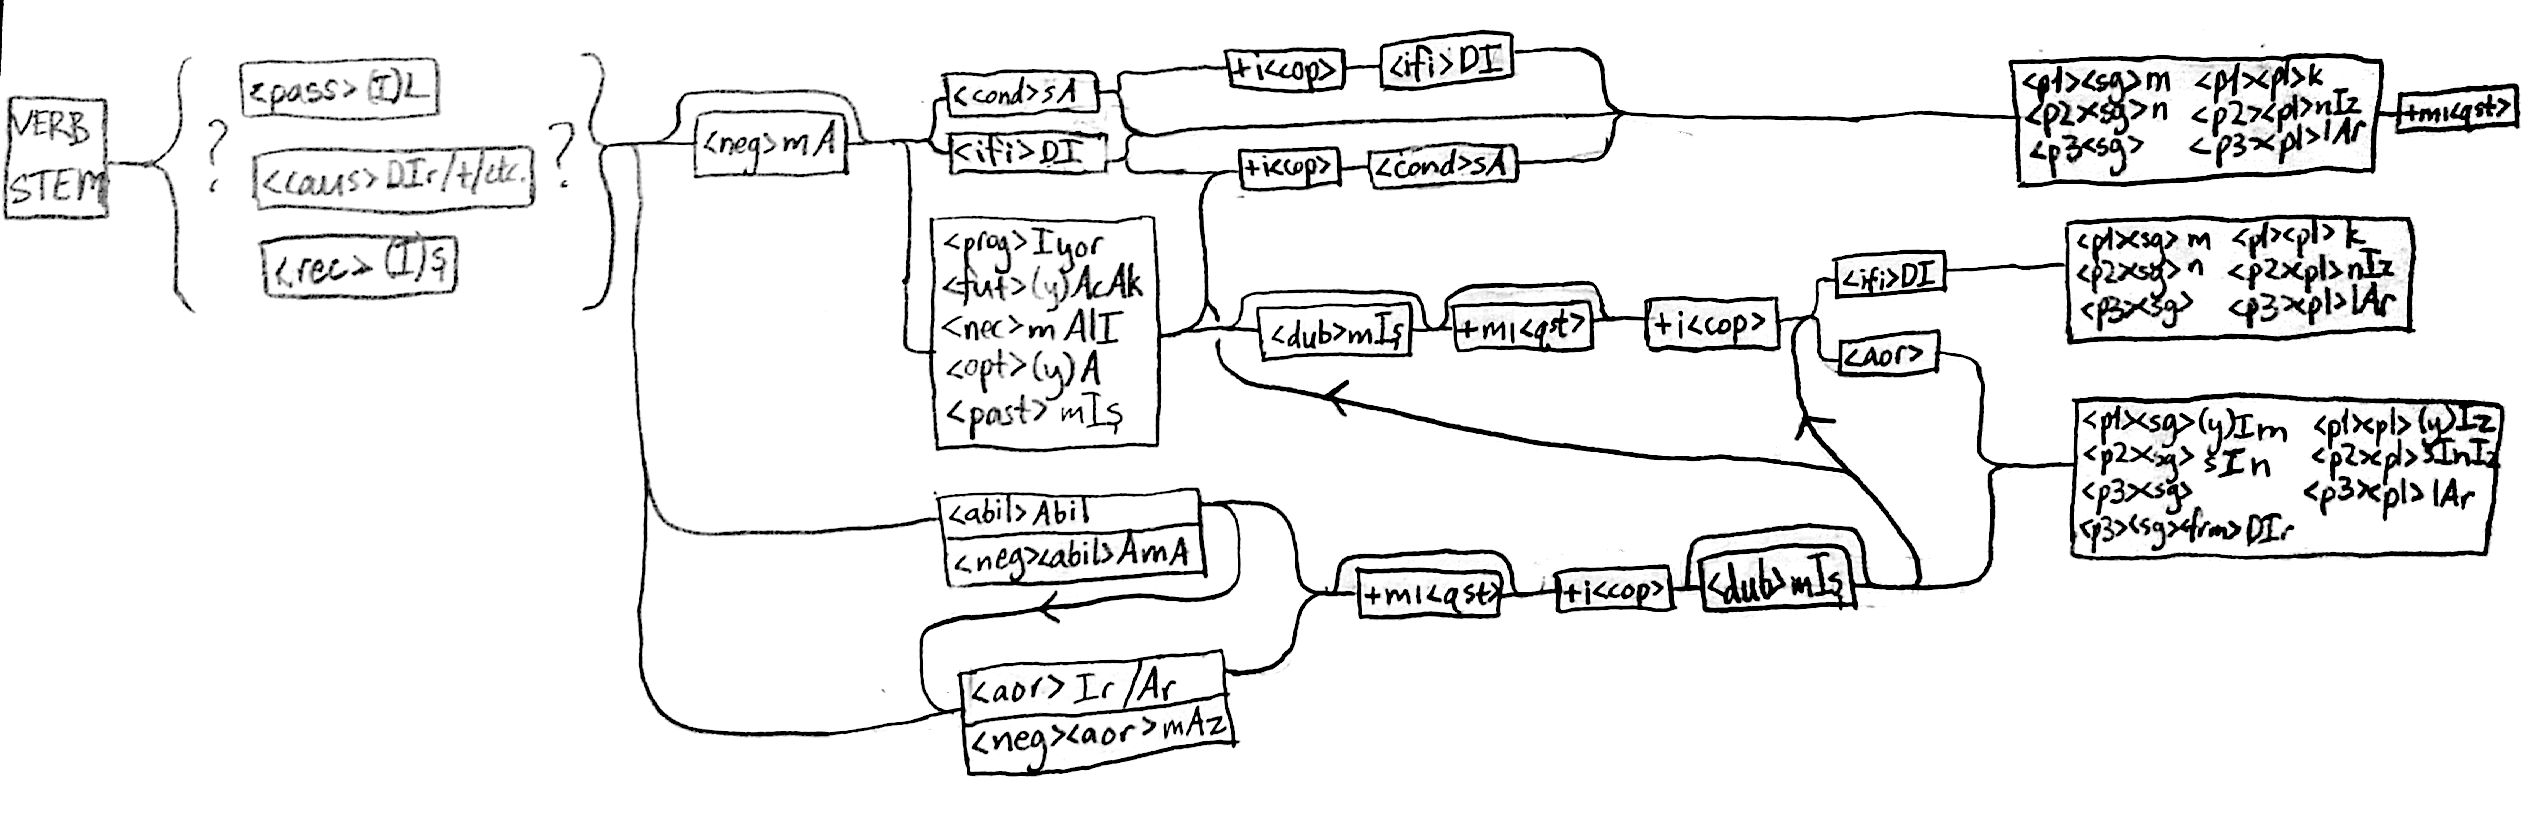 VERB
STEM
?
<pass>(I)L
<caus>DIr/t/etc.
<rec>(I)ş
?
<neg>mA
<cond>sA
<ifi>DI
+i<cop>
<ifi>DI
+i<cop>
<cond>sA
<p1><sg>m <p1><pl>k
<p2><sg>n <p2><pl>nIz
<p3<sg> <p3><pl>lAr
+mı<qst>
<prog>Iyor
<fut>(y)AcAk
<nec>mAlI
<opt>(y)A
<past>mIş
<dub>mIş
+mı<qst>
+i<cop>
<ifi>DI
<aor>
<p1><sg>m <p1><pl>k
<p2><sg>n <p2><pl>nIz
<p3><sg> <p3><pl>lAr
<abil>Abil
<neg><abil>AmA
<aor>Ir/Ar
<neg><aor>mAz
+mı<qst>
+i<cop>
<dub>mIş
<p1><sg>(y)Im <p1><pl>(y)Iz
<p2><sg>sIn <p2><pl>sInIz
<p3><sg> <p3><pl>lAr
<p3><sg><frm>DIr